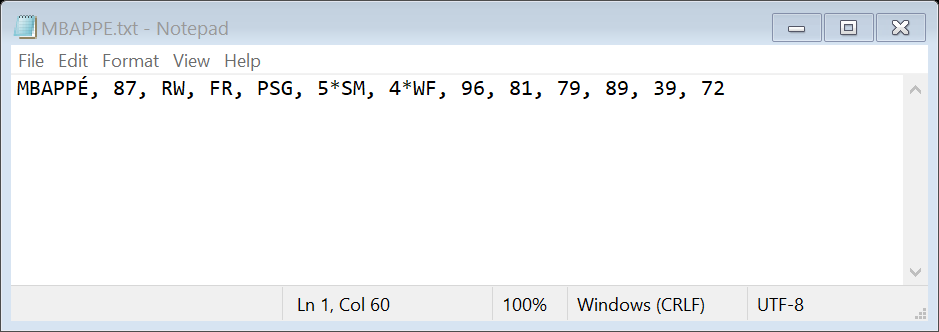 MBAPPE.txt - Notepad
File Edit Format View Help
MBAPPÉ, 87, RW, FR, PSG, 5*SM, 4*WF, 96, 81, 79, 89, 39, 72
Ln 1, Col 60 100% Windows (CRLF) UTF-8